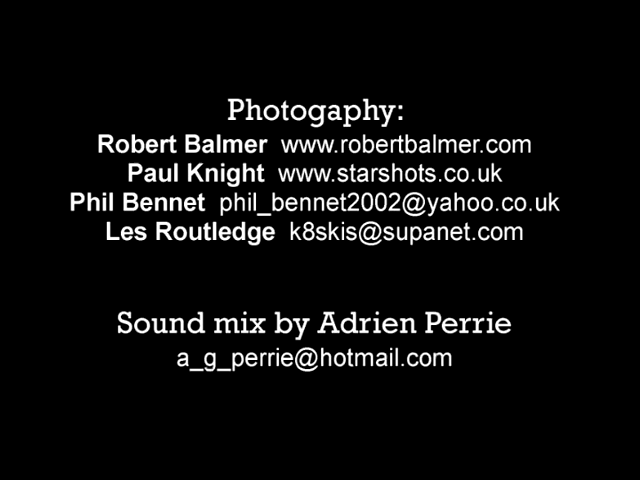 Photogaphy:
Robert Balmer www.robertbalmer.com
Paul Knight www.starshots.co.uk
Phil Bennet phil_bennet2002@yahoo.co.uk
Les Routledge k8skis@supanet.com
Sound mix by Adrien Perrie
a_g_perrie@hotmail.com